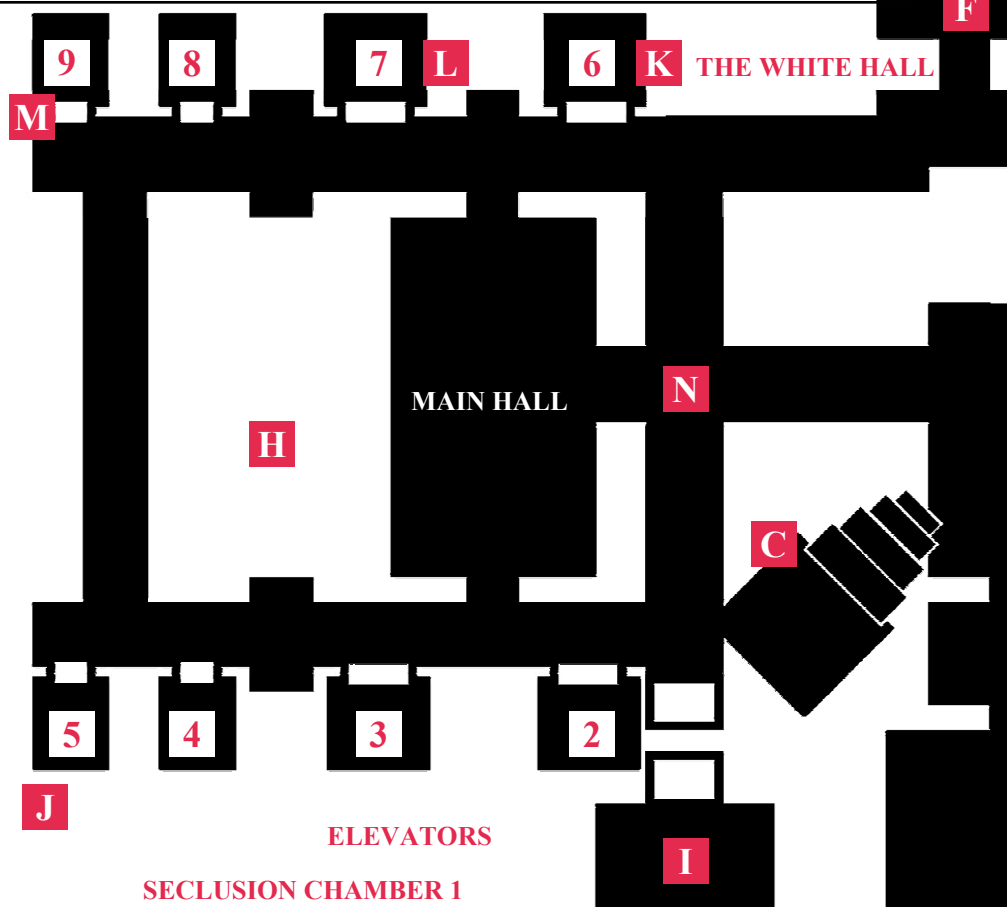 F
9 8 7 L 6 K THE WHITE HALL
M
MAIN HALL N
H
C
5 4 3 2
J
ELEVATORS
I
SECLUSION CHAMBER 1